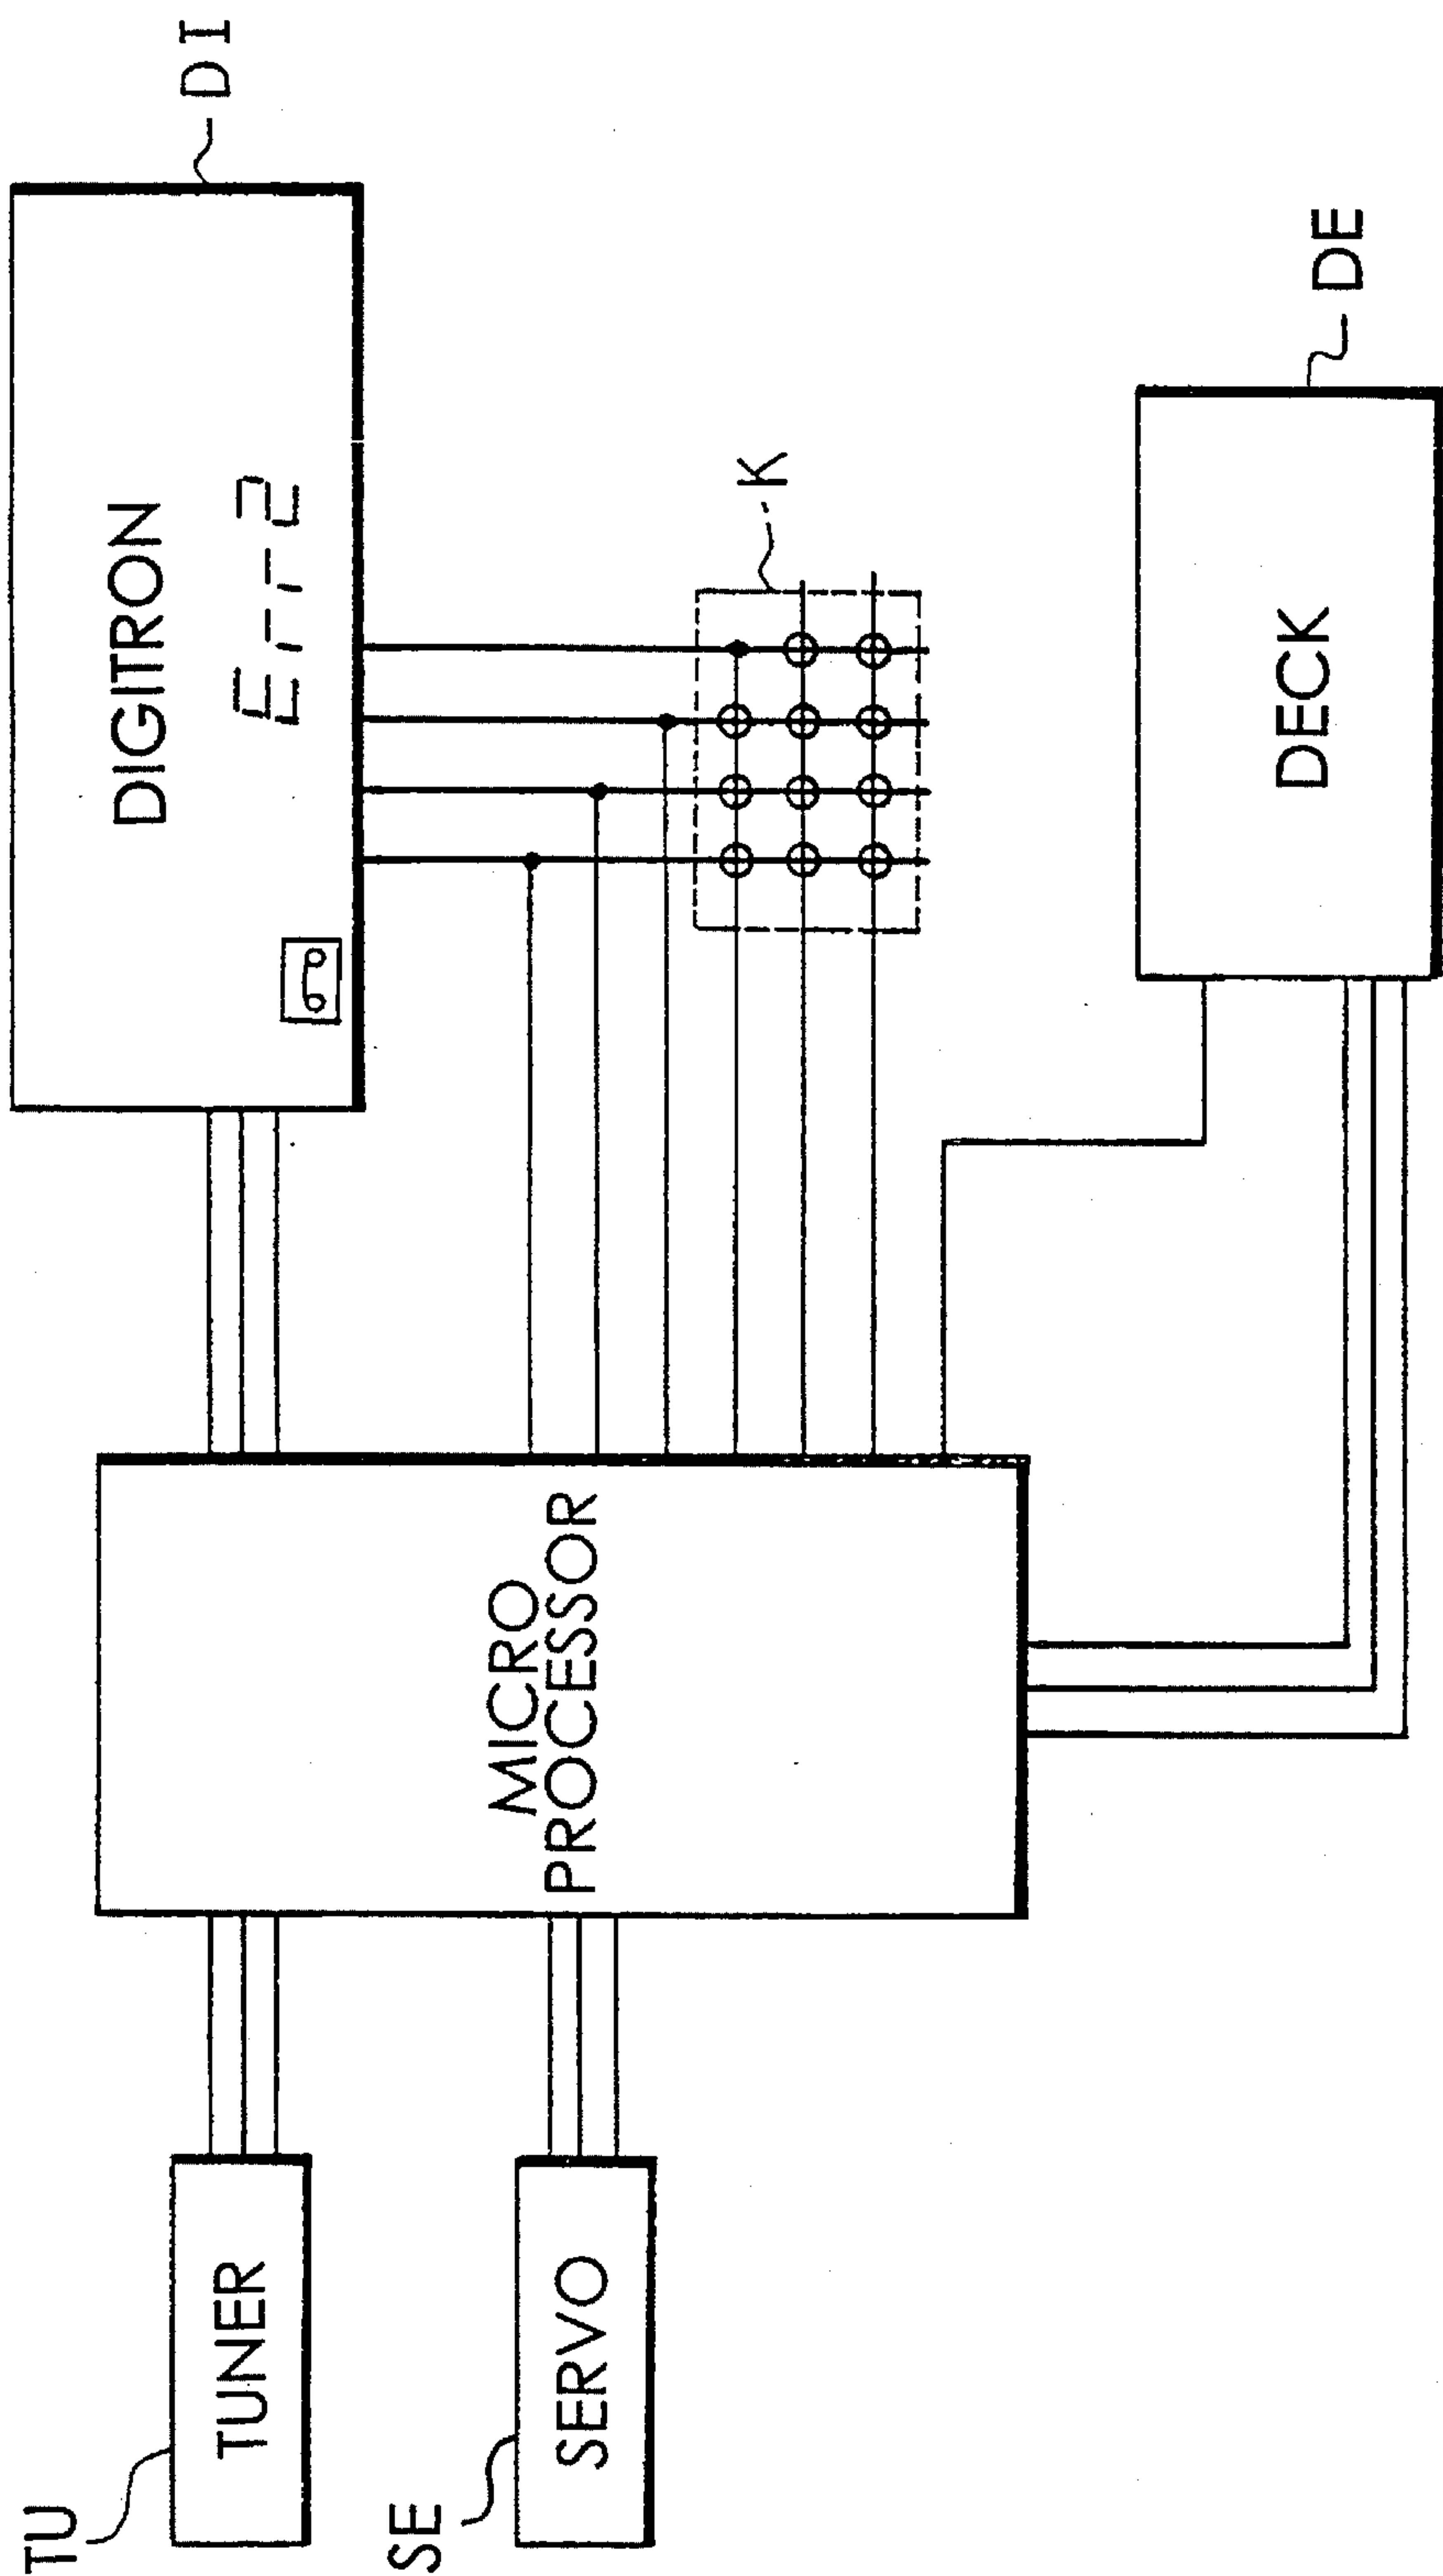 TU
TUNER
SE
SERVO
MICRO
PROCESSOR
DIGITRON
Err2
DI
K
DECK
DE